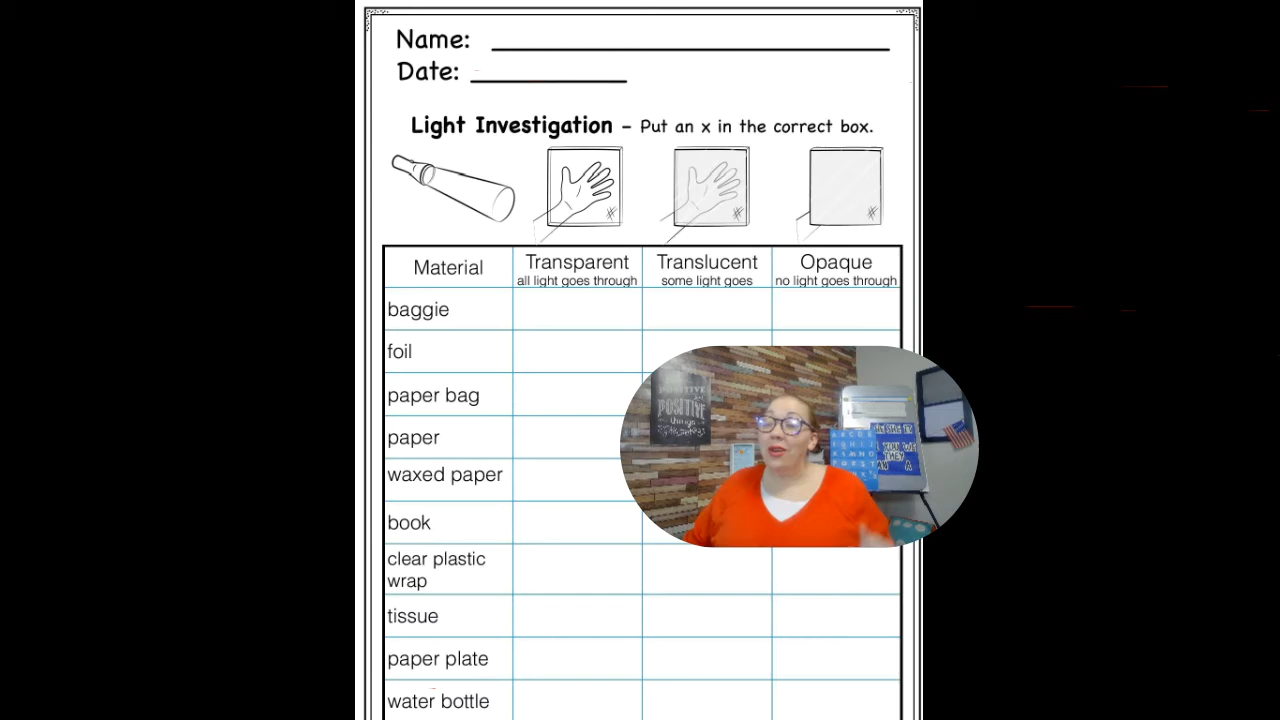 Name:
Date:
Light Investigation – Put an x in the correct box.
Material
Transparent
all light goes through
Translucent
some light goes
Opaque
no light goes through
baggie
foil
paper bag
paper
waxed paper
book
clear plastic
wrap
tissue
paper plate
water bottle
POSITIVE
POSITIVE
things